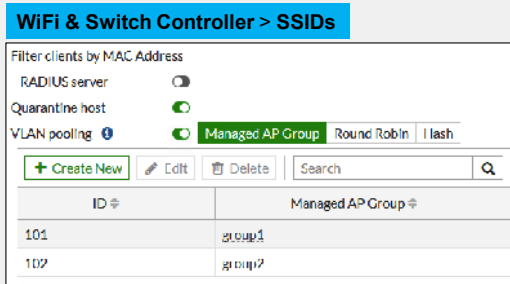 WiFi & Switch Controller > SSIDs
Filter clients by MAC Address
RADIUS server
Quarantine host
VLAN pooling Managed AP Group Round Robin Hash
+ Create New Edit Delete Search
ID Managed AP Group
101 group1
102 group2